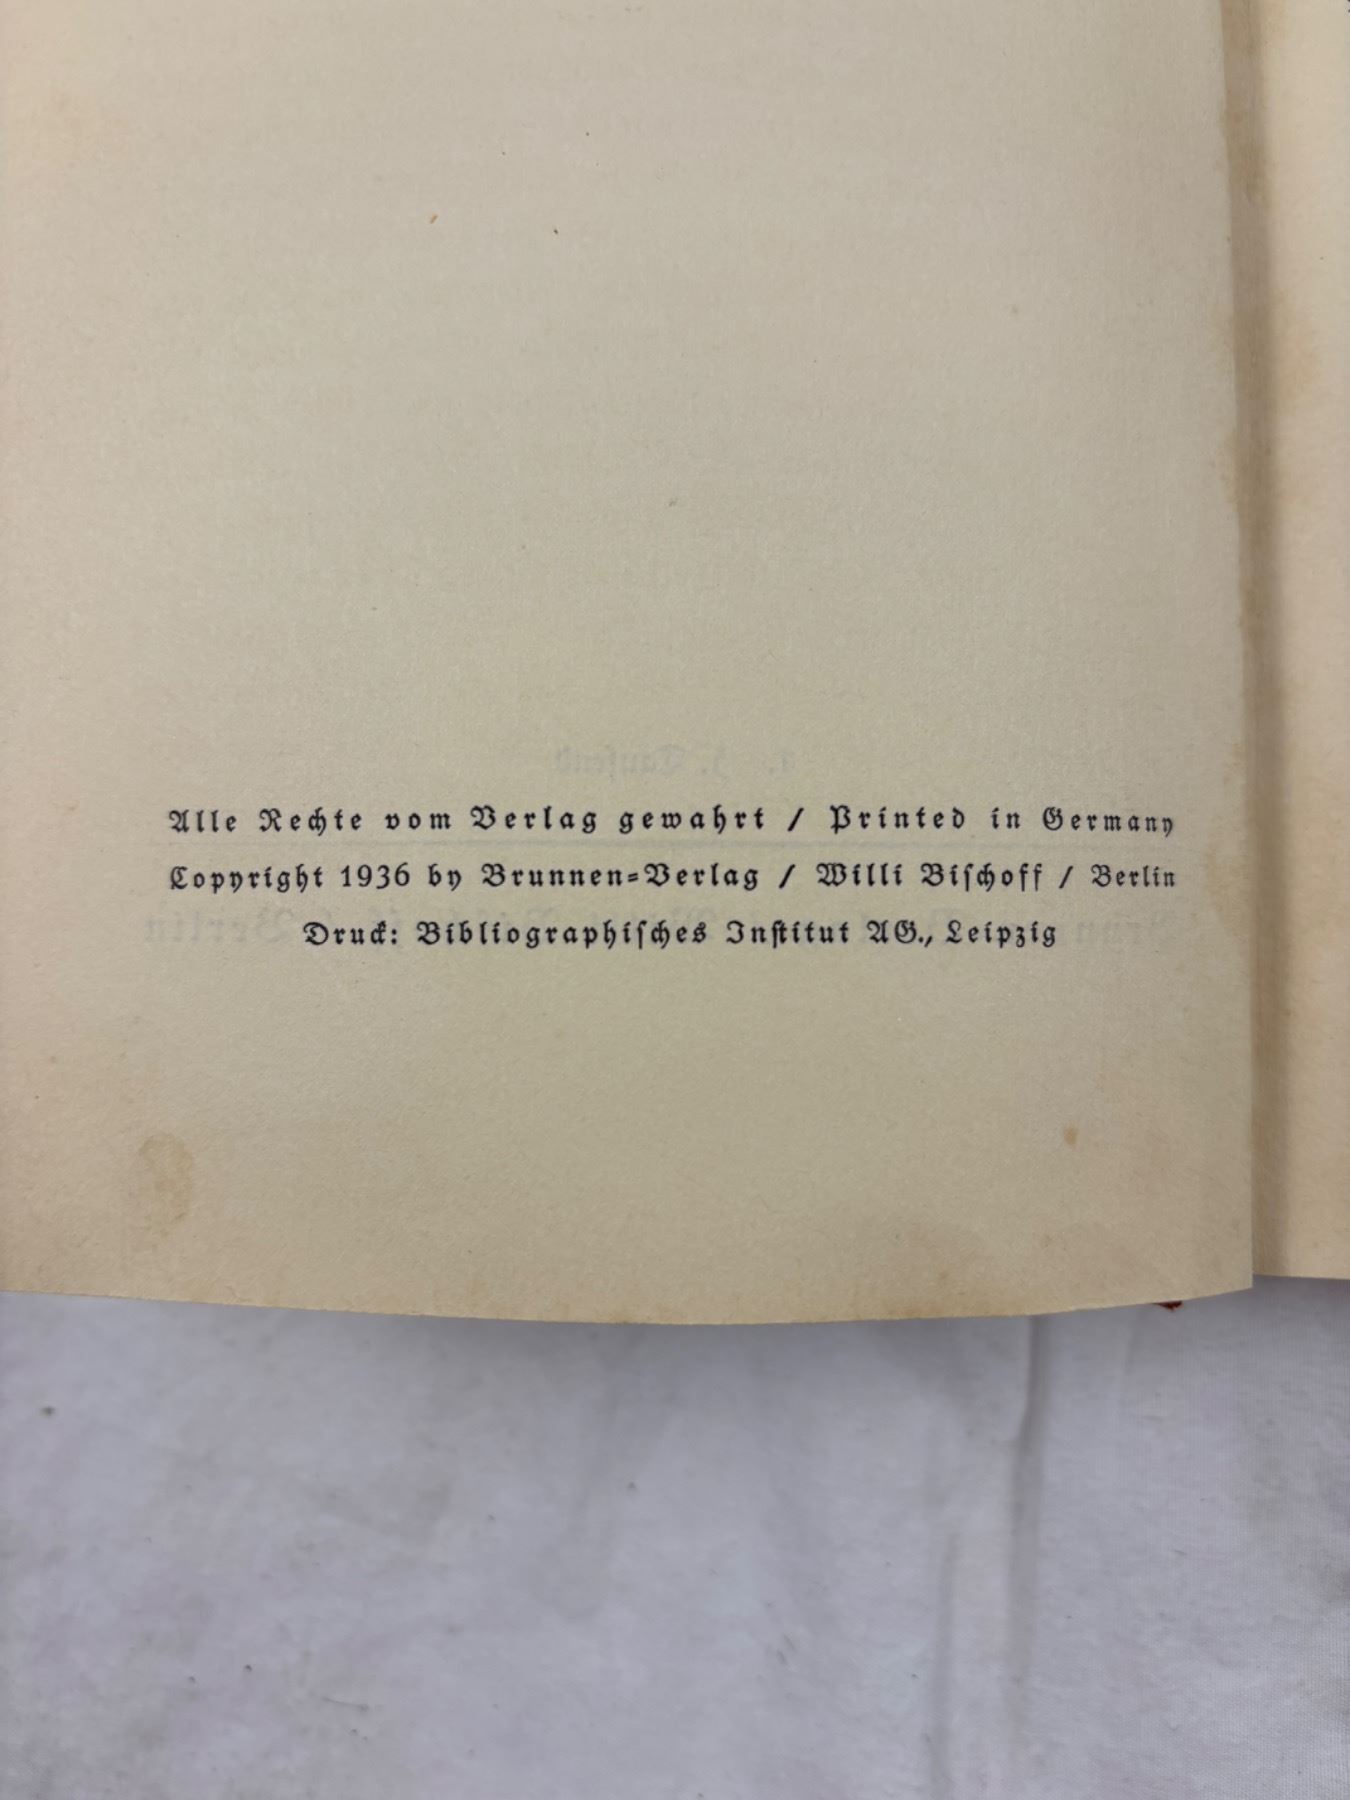 Alle Rechte vom Verlag gewahrt / Printed in Germany
Copyright 1936 by Brunnen=Verlag / Willi Bischoff / Berlin
Druck: Bibliographisches Institut AG., Leipzig